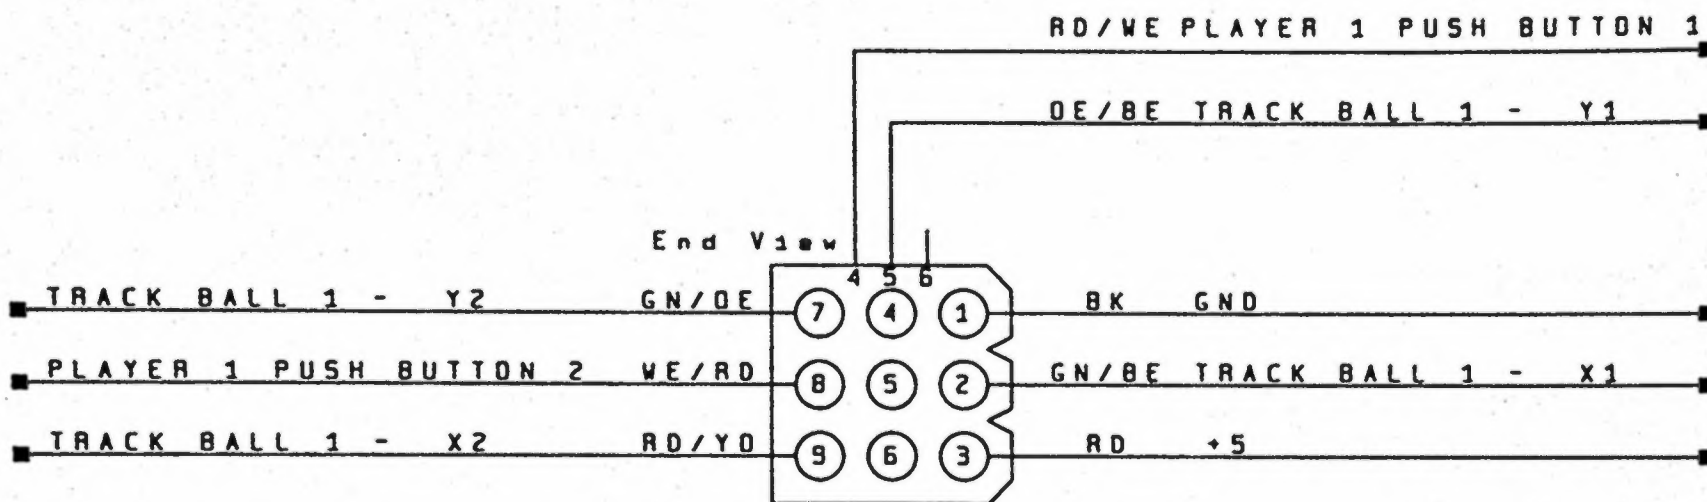 RD/WE PLAYER 1 PUSH BUTTON 1
OE/BE TRACK BALL 1 - Y1
End View
4 5 6
TRACK BALL 1 - Y2 GN/OE 7 4 1 BK GND
PLAYER 1 PUSH BUTTON 2 WE/RD 8 5 2 GN/BE TRACK BALL 1 - X1
TRACK BALL 1 - X2 RD/YO 9 6 3 RD +5